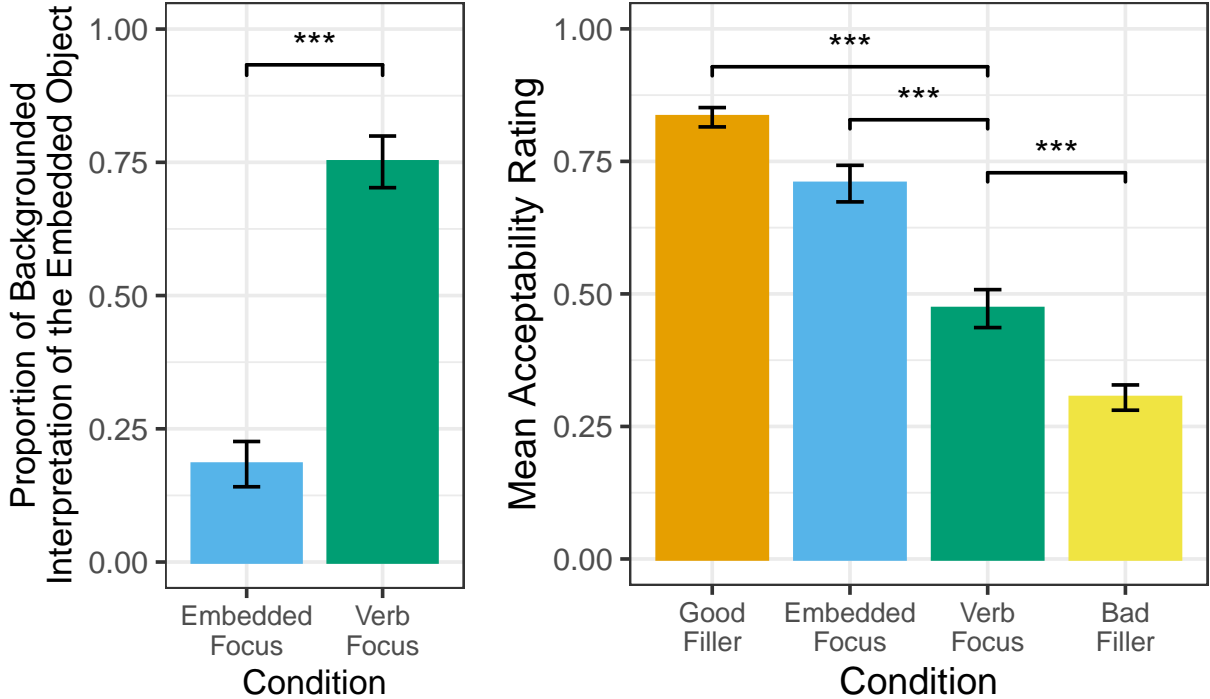 Proportion of Backgrounded
Interpretation of the Embedded Object
1.00
0.75
0.50
0.25
0.00
***
Embedded
Focus
Verb
Focus
Condition
Mean Acceptability Rating
1.00
0.75
0.50
0.25
0.00
***
***
***
Good
Filler
Embedded
Focus
Verb
Focus
Bad
Filler
Condition